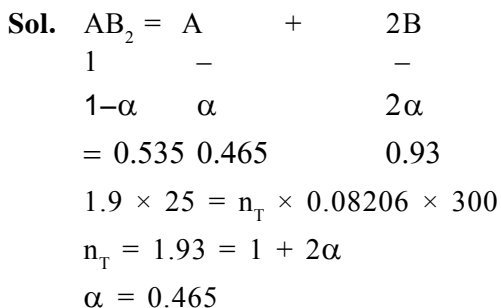 Sol. AB₂ = A + 2B
1 – –
1–α α 2α
= 0.535 0.465 0.93
1.9 × 25 = n_T × 0.08206 × 300
n_T = 1.93 = 1 + 2α
α = 0.465